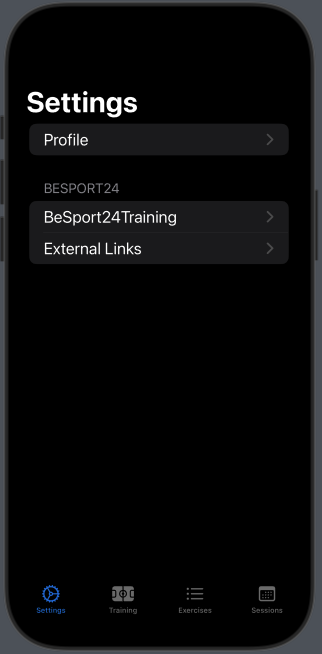 Settings
Profile
BESPORT24
BeSport24Training
External Links
Settings Training Exercises Sessions